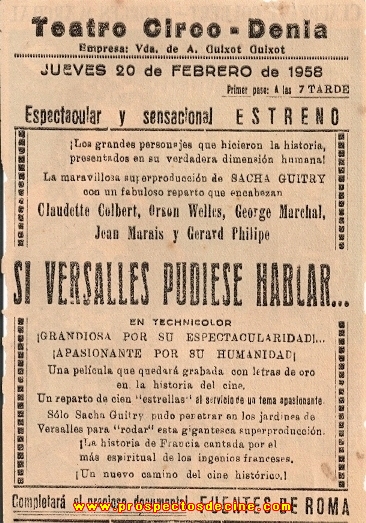 Teatro Circo - Denia
Empresa: Vda. de A. Guixot Guixot
JUEVES 20 de FEBRERO de 1958
Primer pase: A las 7 TARDE
Espectacular y sensacional ESTRENO
¡Los grandes personajes que hicieron la historia,
presentados en su verdadera dimensión humana!
La maravillosa superproducción de SACHA GUITRY
con un fabuloso reparto que encabezan
Claudette Colbert, Orson Welles, George Marchal,
Jean Marais y Gerard Philipe
SI VERSALLES PUDIESE HABLAR...
EN TECHNICOLOR
¡GRANDIOSA POR SU ESPECTACULARIDAD!...
¡APASIONANTE POR SU HUMANIDAD¡
Una película que quedará grabada con letras de oro
en la historia del cine.
Un reparto de cien "estrellas" al servicio de un tema apasionante
Sólo Sacha Guitry pudo penetrar en los jardines de
Versalles para "rodar" esta gigantesca superproducción.
¡La historia de Francia cantada por el
más espiritual de los ingenios franceses.
¡Un nuevo camino del cine histórico.¡
Completará el precioso documental FUENTES DE ROMA
www.prospectosdecine.com